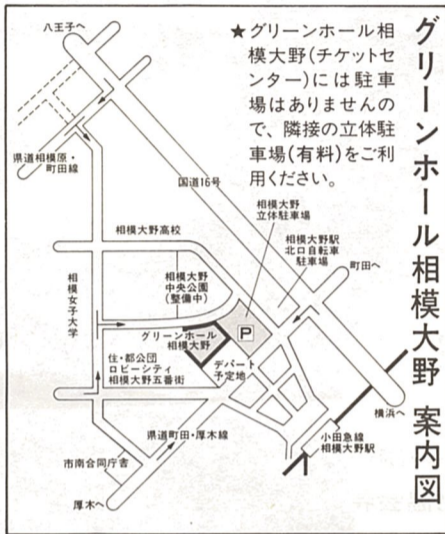 グリーンホール相模大野 案内図
★グリーンホール相
模大野(チケットセ
ンター)には駐車
場はありませんの
で、隣接の立体駐
車場(有料)をご利
用ください。
八王子へ
県道相模原・
町田線
国道16号
相模大野
立体駐車場
相模大野高校
相模大野駅
北口自転車
駐車場
町田へ
相模大野
中央公園
(整備中)
相模女子大学
P
グリーンホール
相模大野
デパート
予定地
住・都公団
ロビーシティ
相模大野五番街
横浜へ
県道町田・厚木線
小田急線
相模大野駅
市南合同庁舎
厚木へ